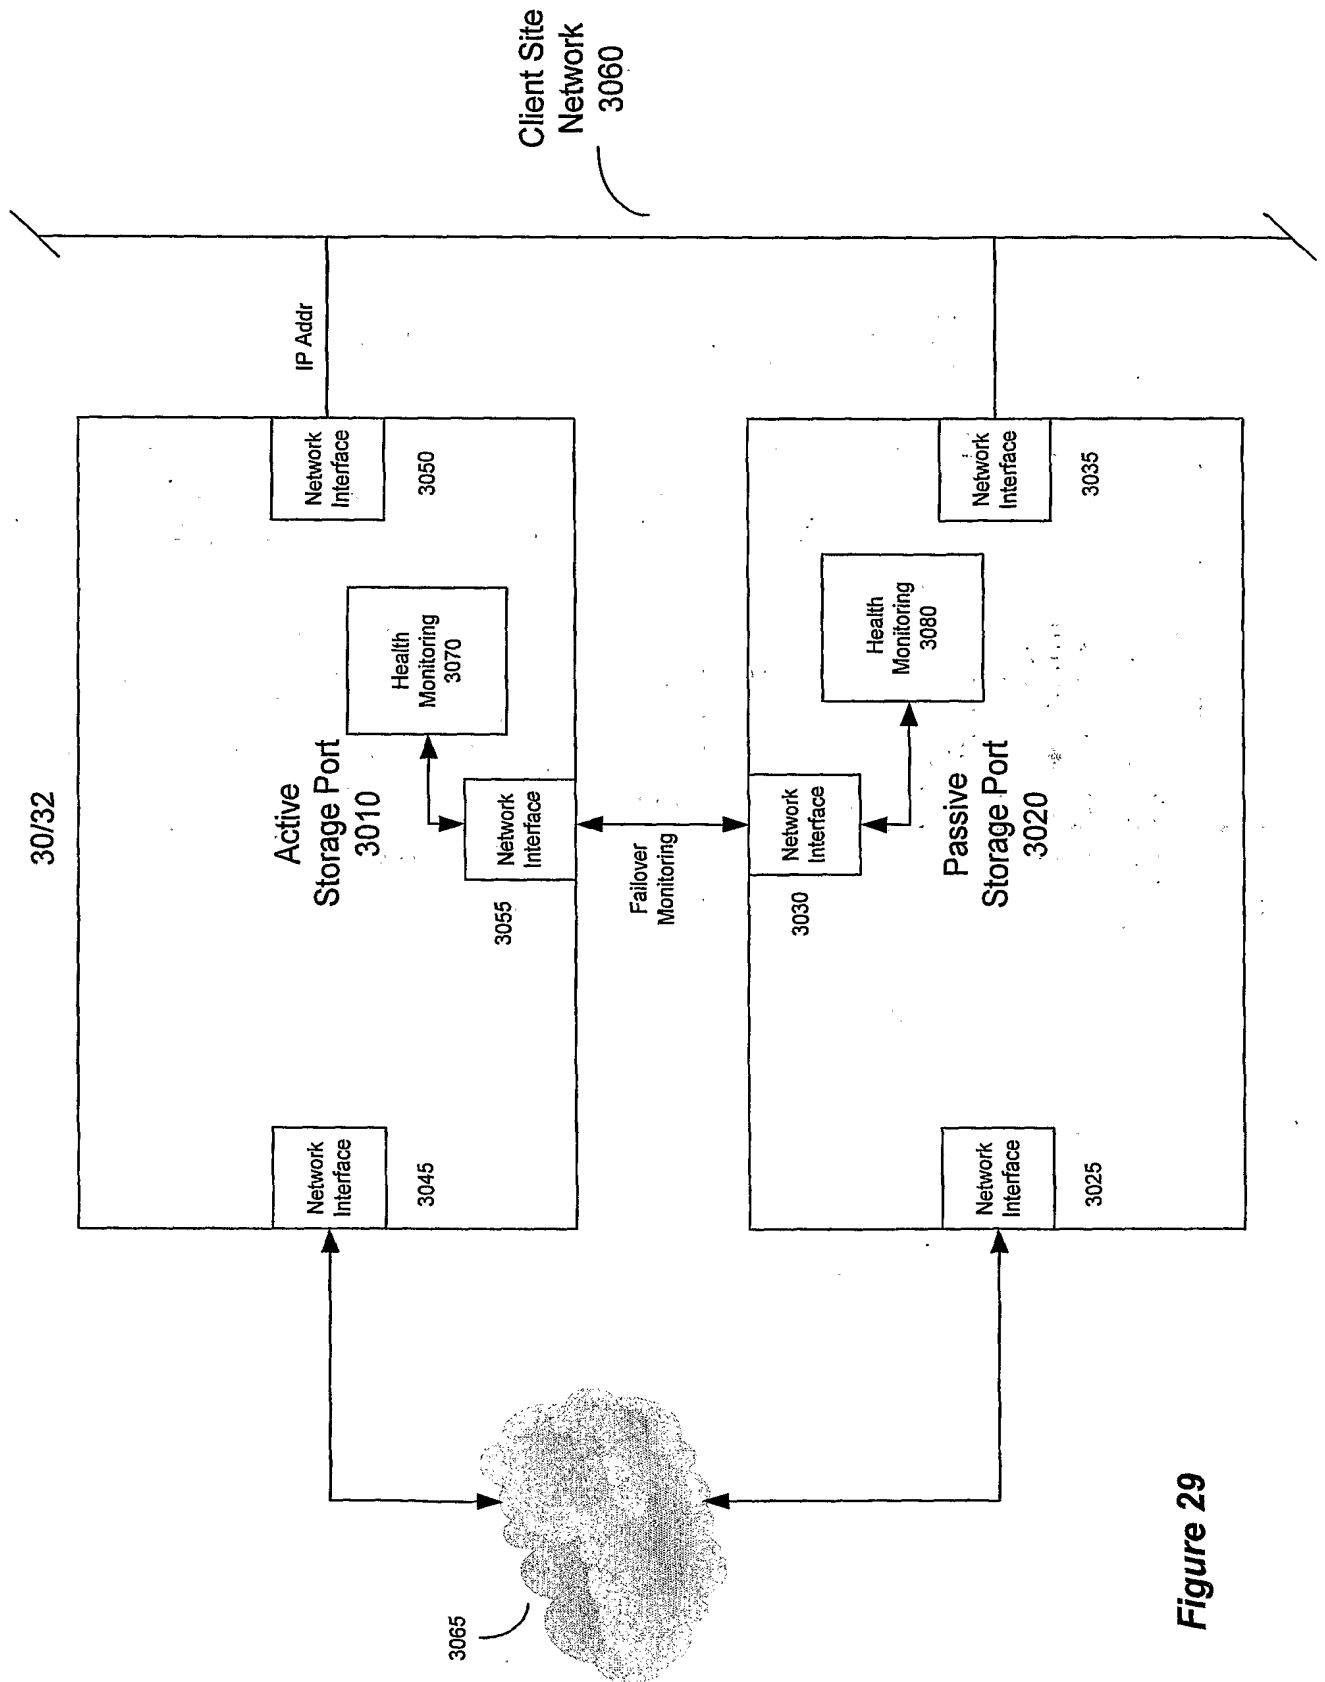 30/32
Client Site
Network
3060
IP Addr
Network
Interface
3050
Health
Monitoring
3070
Active
Storage Port
3010
Network
Interface
3055
Network
Interface
3045
Failover
Monitoring
Network
Interface
3035
Health
Monitoring
3080
Network
Interface
3030
Passive
Storage Port
3020
Network
Interface
3025
3065
Figure 29